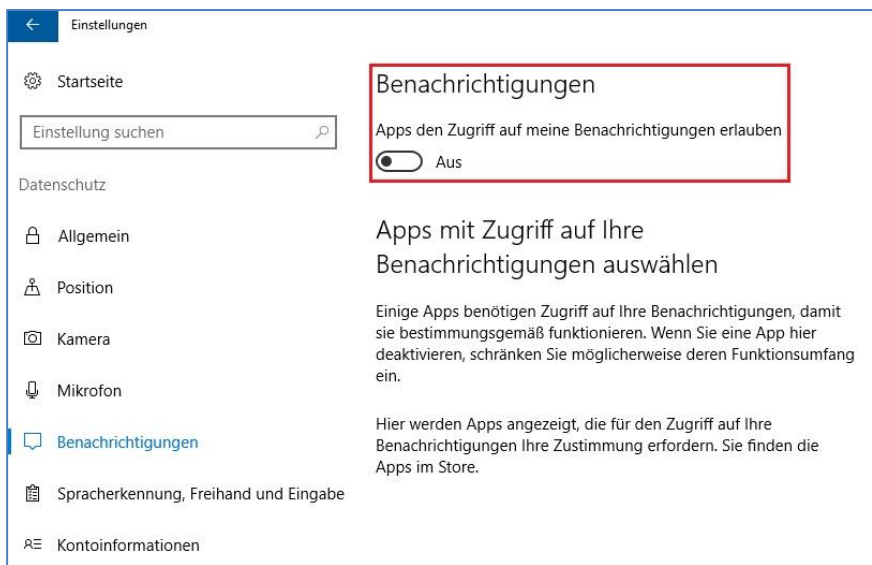 Einstellungen
Startseite
Einstellung suchen
Datenschutz
Allgemein
Position
Kamera
Mikrofon
Benachrichtigungen
Spracherkennung, Freihand und Eingabe
Kontoinformationen
Benachrichtigungen
Apps den Zugriff auf meine Benachrichtigungen erlauben
Aus
Apps mit Zugriff auf Ihre
Benachrichtigungen auswählen
Einige Apps benötigen Zugriff auf Ihre Benachrichtigungen, damit
sie bestimmungsgemäß funktionieren. Wenn Sie eine App hier
deaktivieren, schränken Sie möglicherweise deren Funktionsumfang
ein.
Hier werden Apps angezeigt, die für den Zugriff auf Ihre
Benachrichtigungen Ihre Zustimmung erfordern. Sie finden die
Apps im Store.